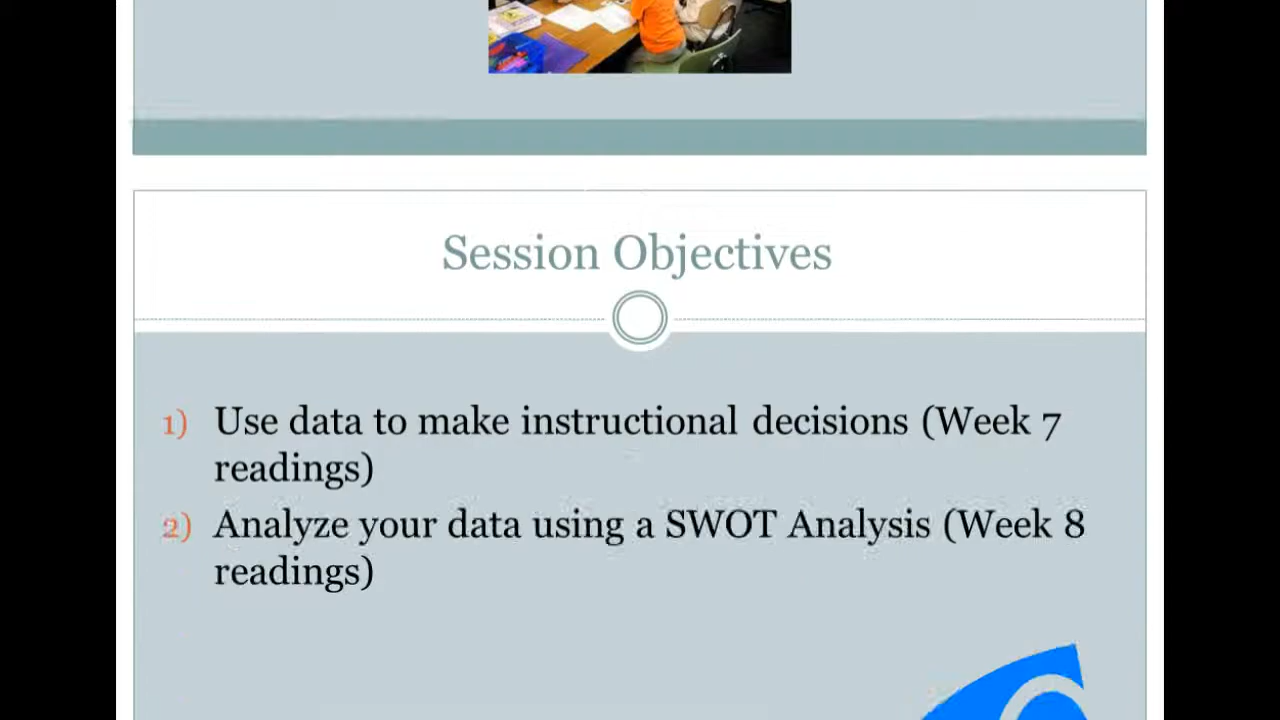 Session Objectives
1) Use data to make instructional decisions (Week 7
readings)
2) Analyze your data using a SWOT Analysis (Week 8
readings)